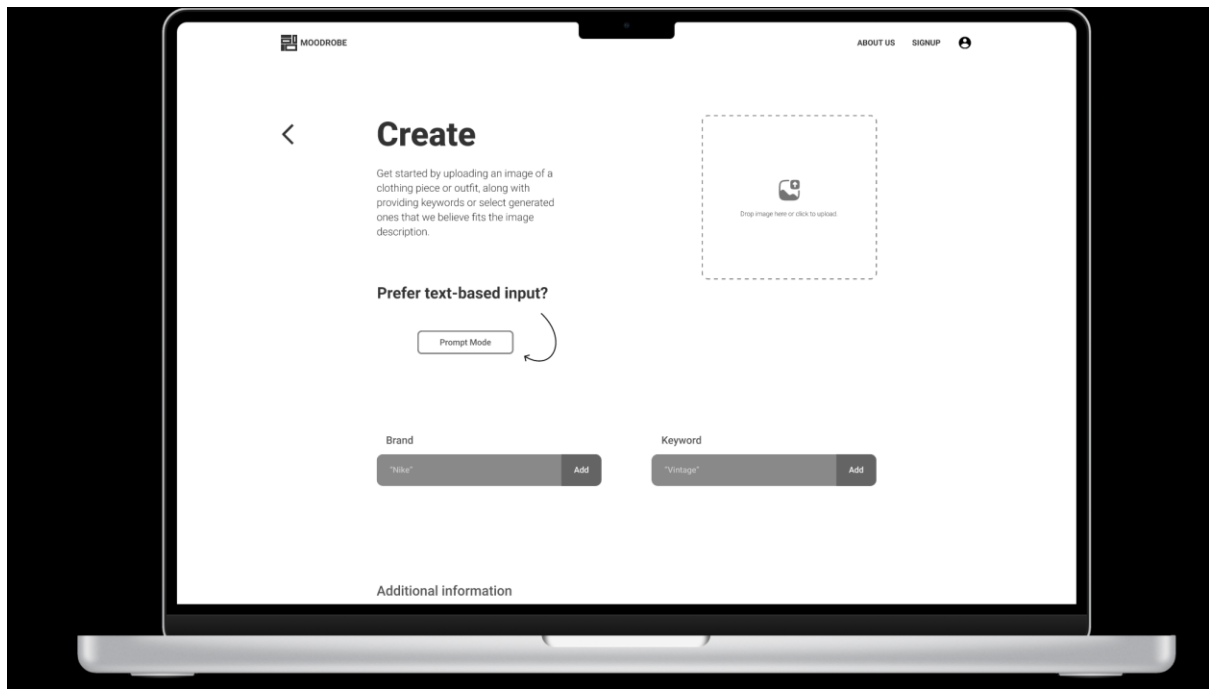 MOODROBE
ABOUT US
SIGNUP
Create
Get started by uploading an image of a
clothing piece or outfit, along with
providing keywords or select generated
ones that we believe fits the image
description.
Drop image here or click to upload.
Prefer text-based input?
Prompt Mode
Brand
"Nike"
Add
Keyword
"Vintage"
Add
Additional information